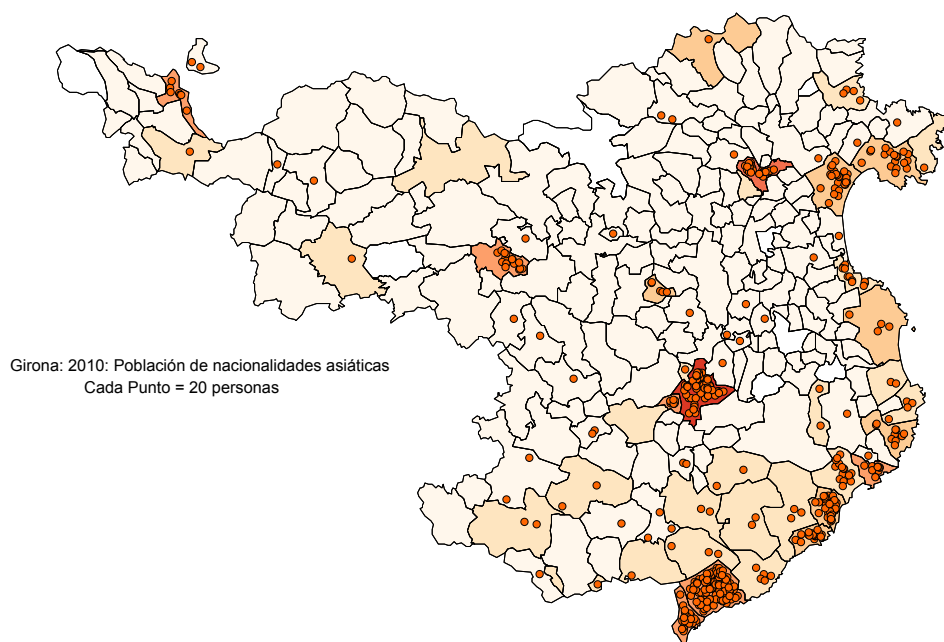 Girona: 2010: Población de nacionalidades asiáticas
Cada Punto = 20 personas